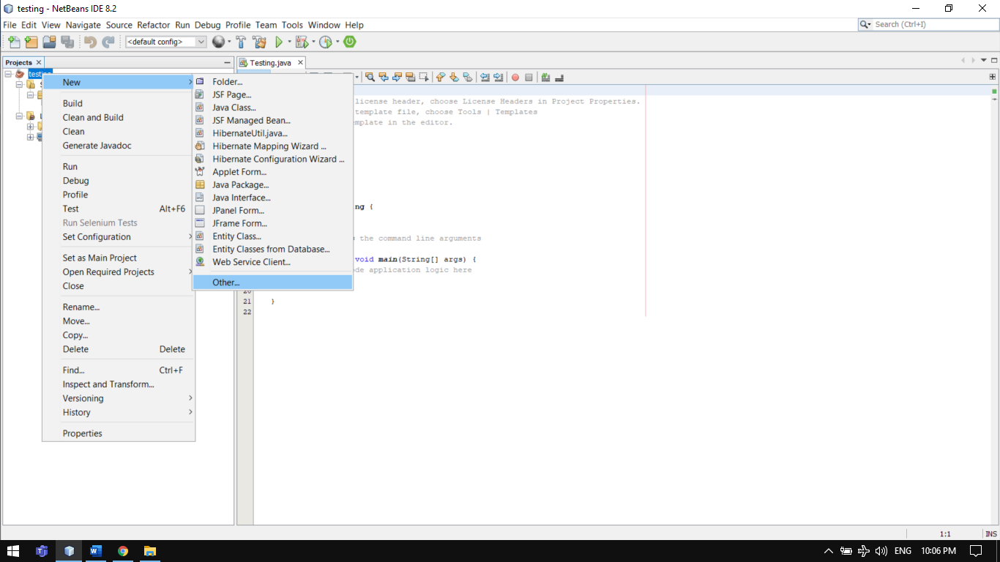 testing - NetBeans IDE 8.2
File Edit View Navigate Source Refactor Run Debug Profile Team Tools Window Help
Search (Ctrl+I)
<default config>
Projects
testing
Testing.java
New
Build
Clean and Build
Clean
Generate Javadoc
Run
Debug
Profile
Test Alt+F6
Run Selenium Tests
Set Configuration
Set as Main Project
Open Required Projects
Close
Rename...
Move...
Copy...
Delete Delete
Find... Ctrl+F
Inspect and Transform...
Versioning
History
Properties
Folder...
JSF Page...
Java Class...
JSF Managed Bean...
HibernateUtil.java...
Hibernate Mapping Wizard ...
Hibernate Configuration Wizard ...
Applet Form...
Java Package...
Java Interface...
JPanel Form...
JFrame Form...
Entity Class...
Entity Classes from Database...
Web Service Client...
Other...
license header, choose License Headers in Project Properties.
template file, choose Tools | Templates
mplate in the editor.
ng {
the command line arguments
void main(String[] args) {
de application logic here
20
21 }
22
1:1 INS
ENG 10:06 PM